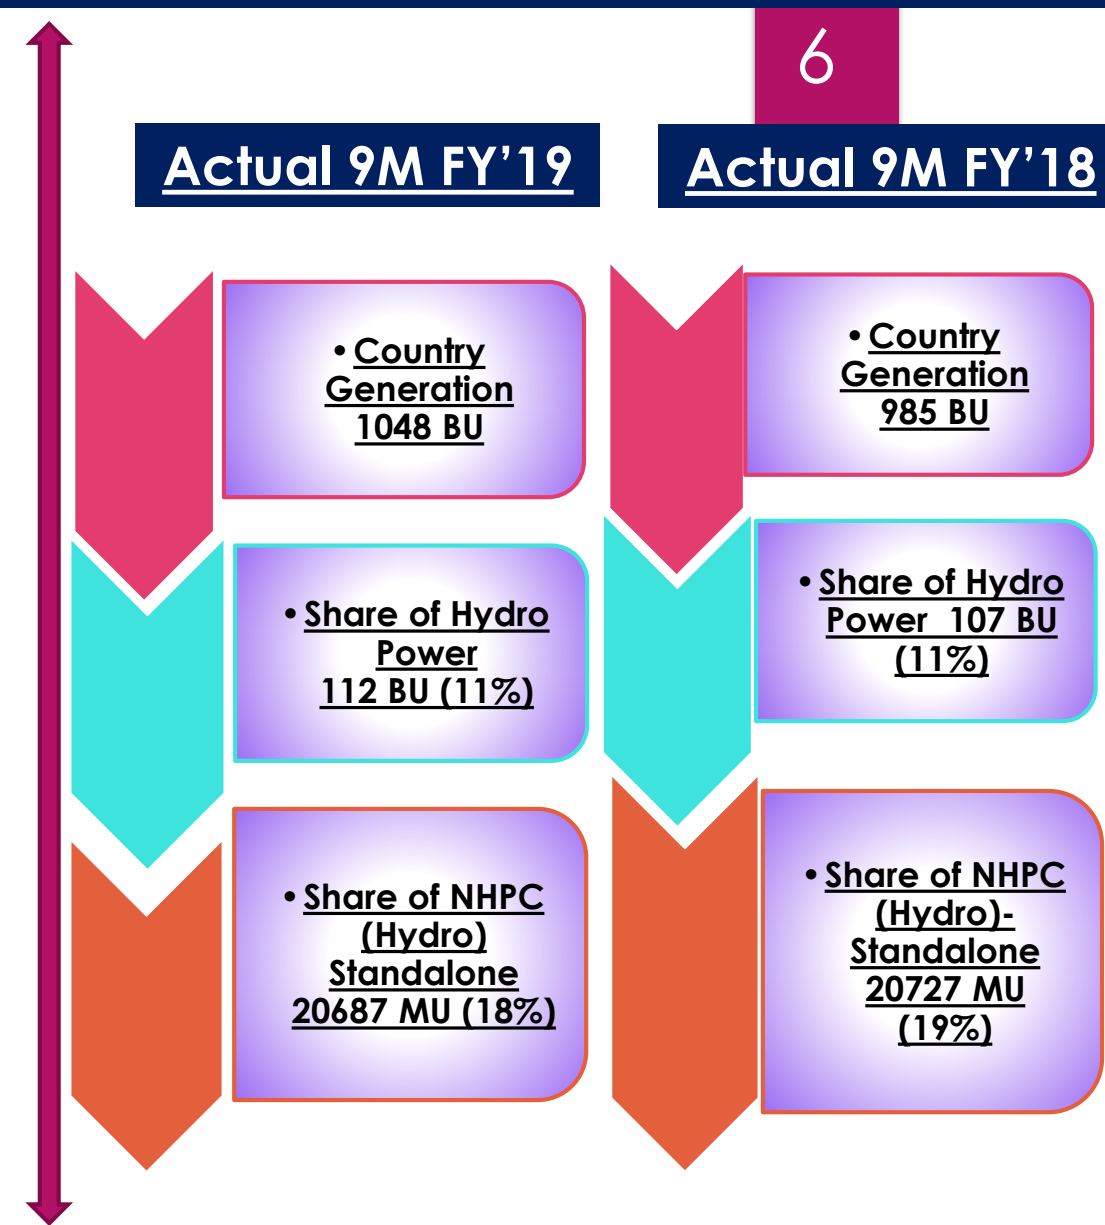 6
Actual 9M FY’19
• Country
Generation
1048 BU
• Share of Hydro
Power
112 BU (11%)
• Share of NHPC
(Hydro)
Standalone
20687 MU (18%)
Actual 9M FY’18
• Country
Generation
985 BU
• Share of Hydro
Power 107 BU
(11%)
• Share of NHPC
(Hydro)-
Standalone
20727 MU
(19%)